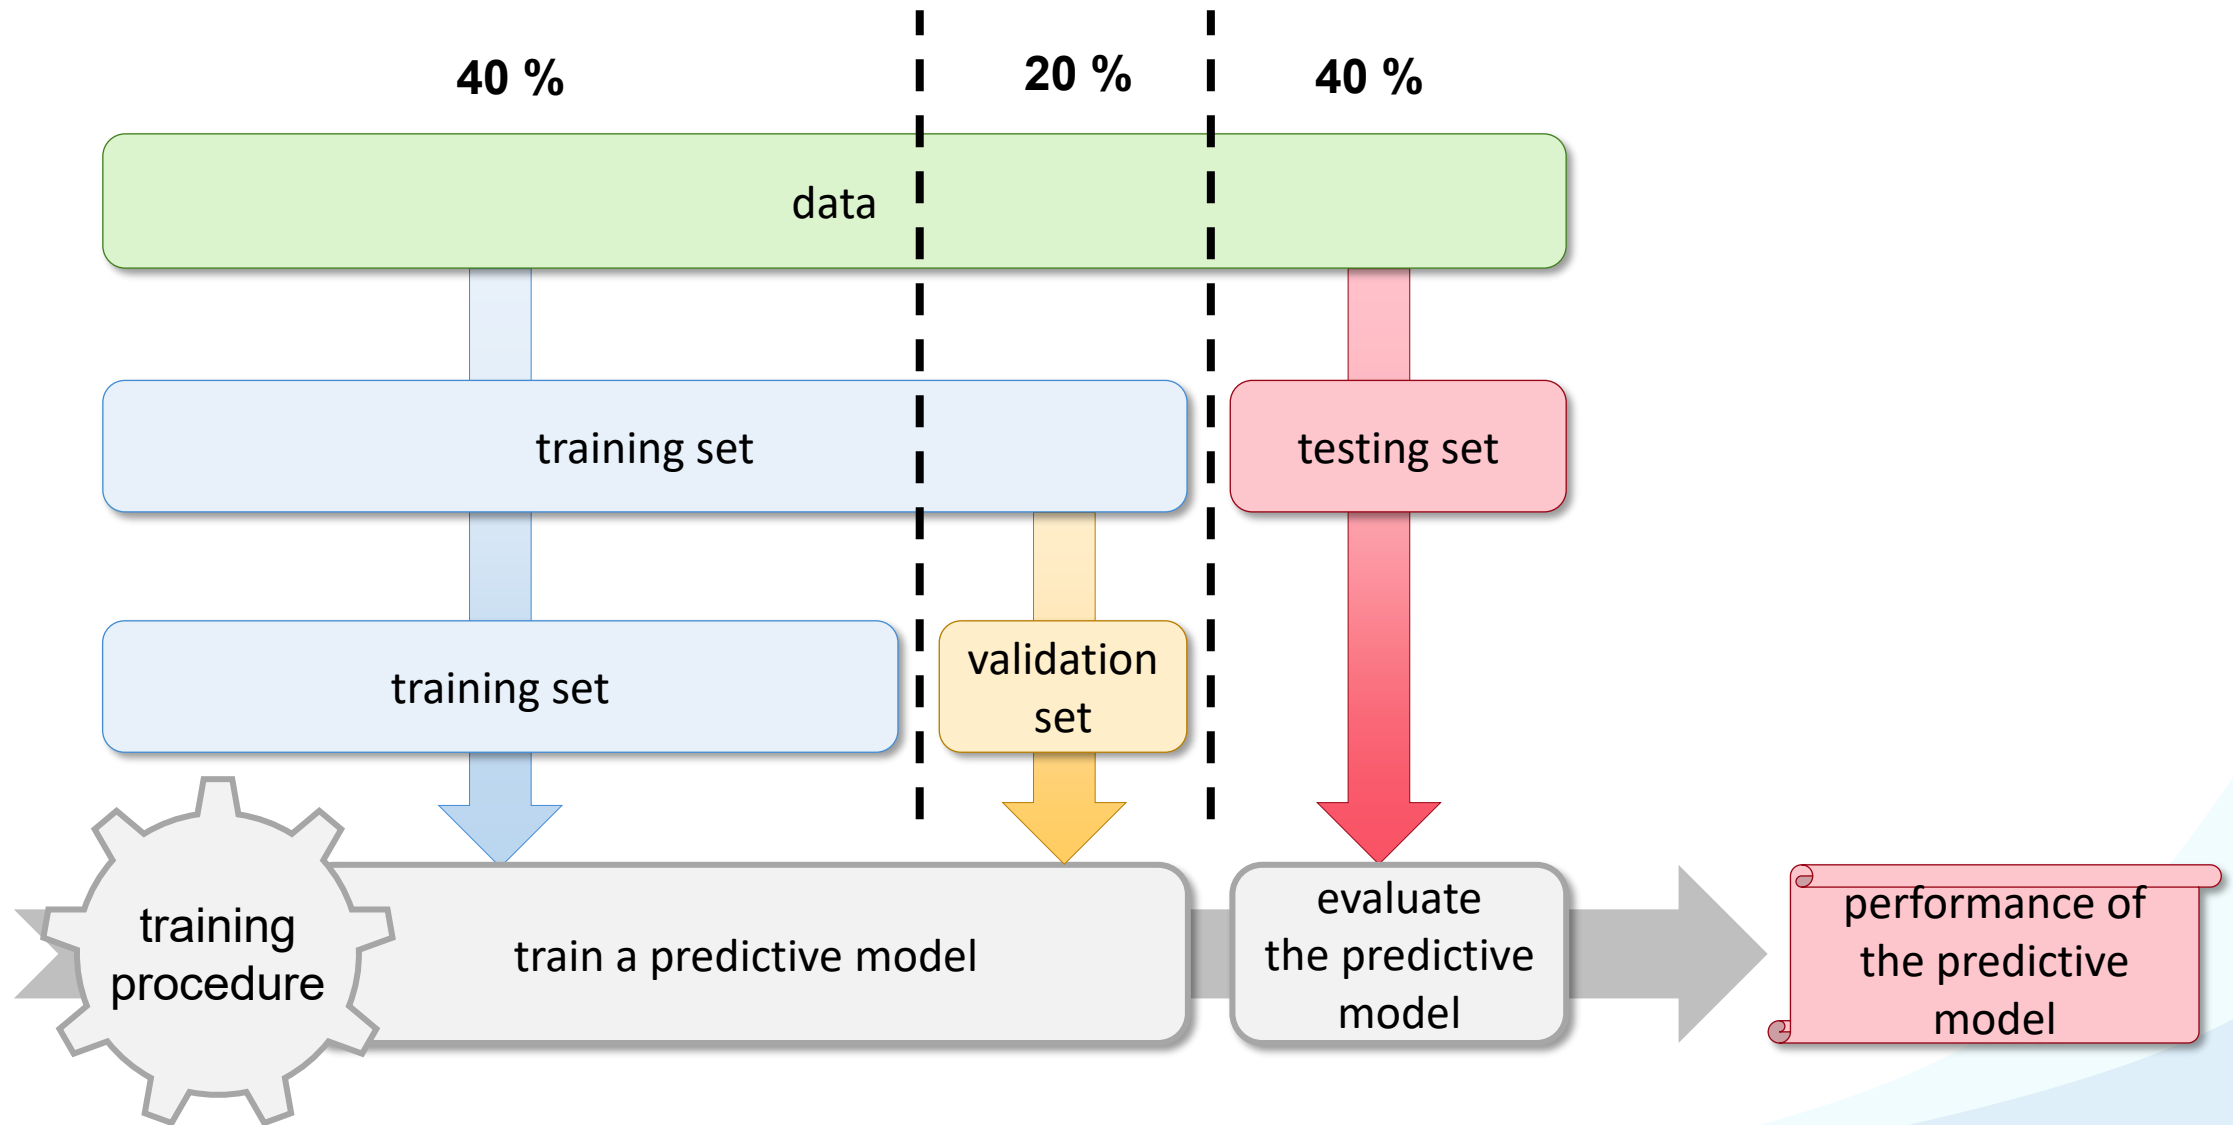 40 %
20 %
40 %
data
training set
testing set
training set
validation
set
training
procedure
train a predictive model
evaluate
the predictive
model
performance of
the predictive
model